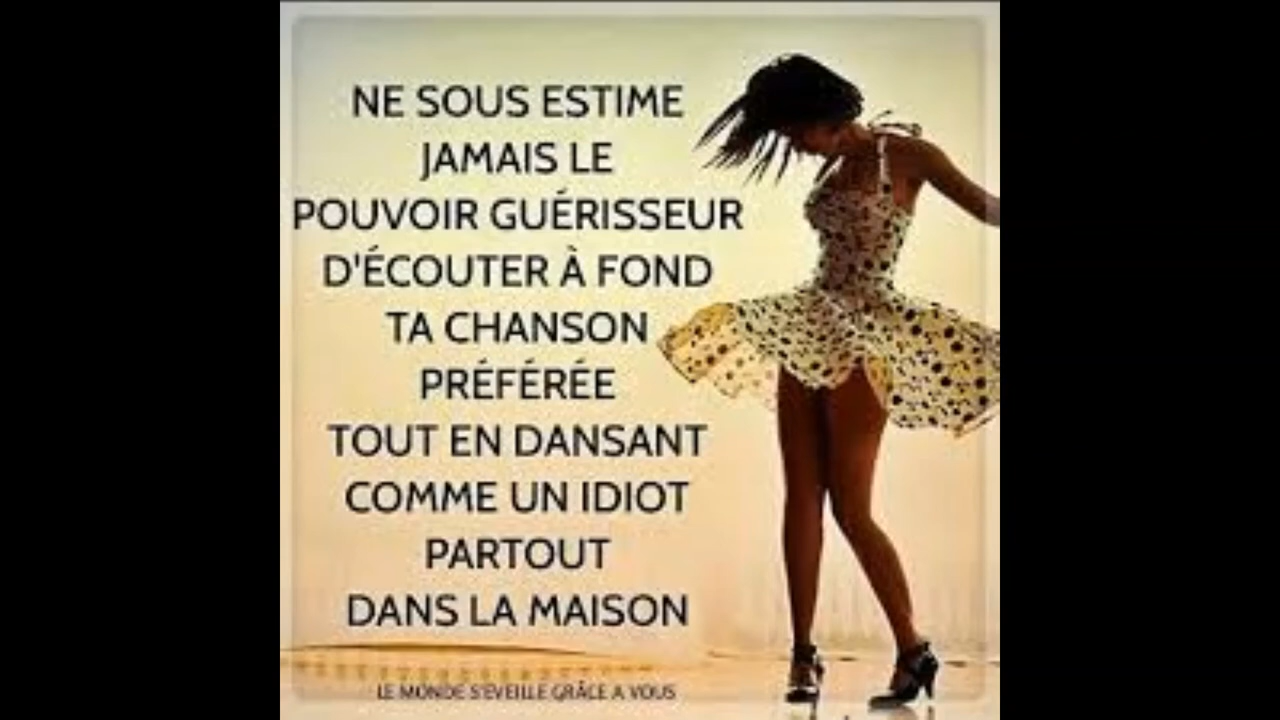 NE SOUS ESTIME
JAMAIS LE
POUVOIR GUÉRISSEUR
D'ÉCOUTER À FOND
TA CHANSON
PRÉFÉRÉE
TOUT EN DANSANT
COMME UN IDIOT
PARTOUT
DANS LA MAISON
LE MONDE S'EVEILLE GRÂCE A VOUS